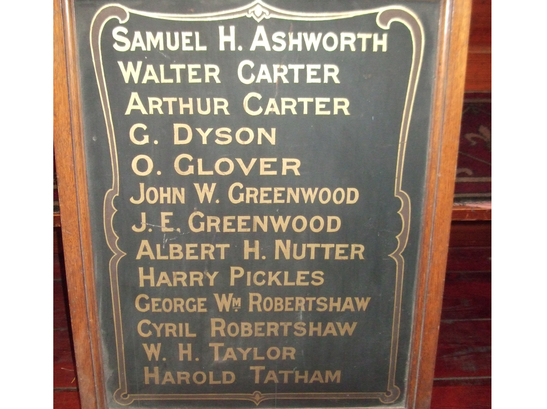 Samuel H. Ashworth
Walter Carter
Arthur Carter
G. Dyson
O. Glover
John W. Greenwood
J. E. Greenwood
Albert H. Nutter
Harry Pickles
George Wm Robertshaw
Cyril Robertshaw
W. H. Taylor
Harold Tatham